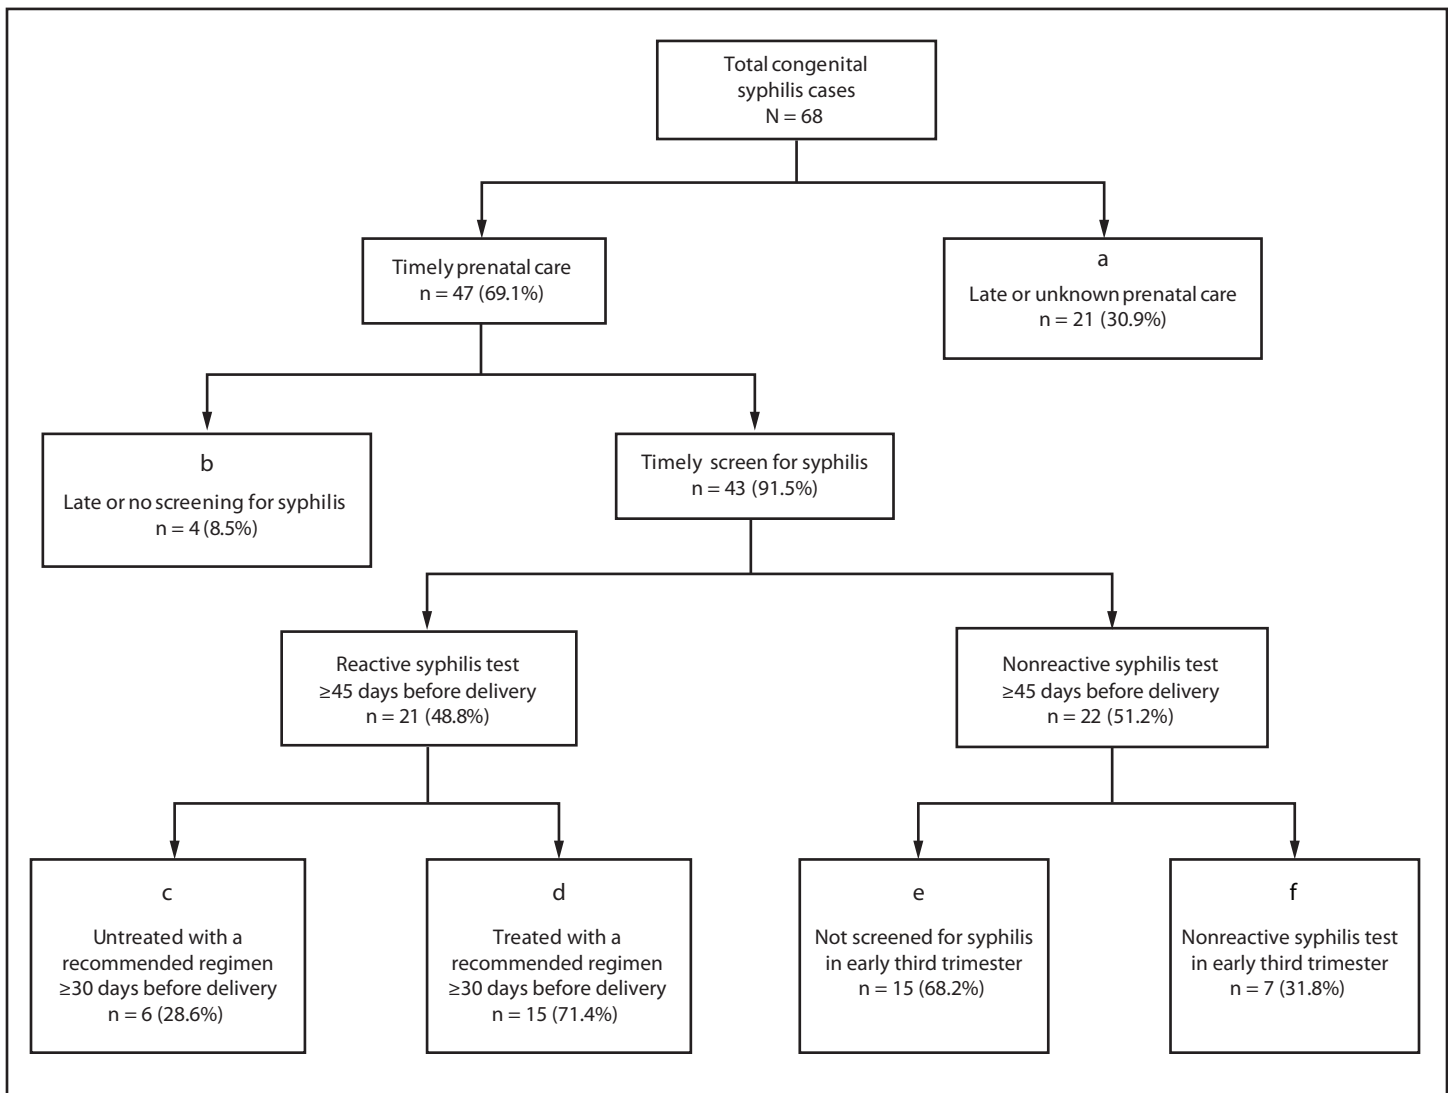 Total congenital
syphilis cases
N = 68
Timely prenatal care
n = 47 (69.1%)
a
Late or unknown prenatal care
n = 21 (30.9%)
b
Late or no screening for syphilis
n = 4 (8.5%)
Timely screen for syphilis
n = 43 (91.5%)
Reactive syphilis test
≥45 days before delivery
n = 21 (48.8%)
Nonreactive syphilis test
≥45 days before delivery
n = 22 (51.2%)
c
Untreated with a
recommended regimen
≥30 days before delivery
n = 6 (28.6%)
d
Treated with a
recommended regimen
≥30 days before delivery
n = 15 (71.4%)
e
Not screened for syphilis
in early third trimester
n = 15 (68.2%)
f
Nonreactive syphilis test
in early third trimester
n = 7 (31.8%)